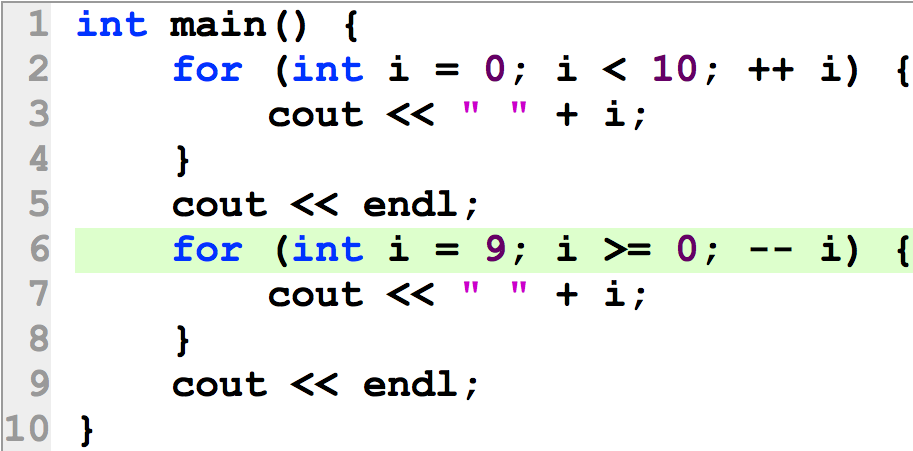 1 int main() {
2     for (int i = 0; i < 10; ++ i) {
3         cout << " " + i;
4     }
5     cout << endl;
6     for (int i = 9; i >= 0; -- i) {
7         cout << " " + i;
8     }
9     cout << endl;
10 }